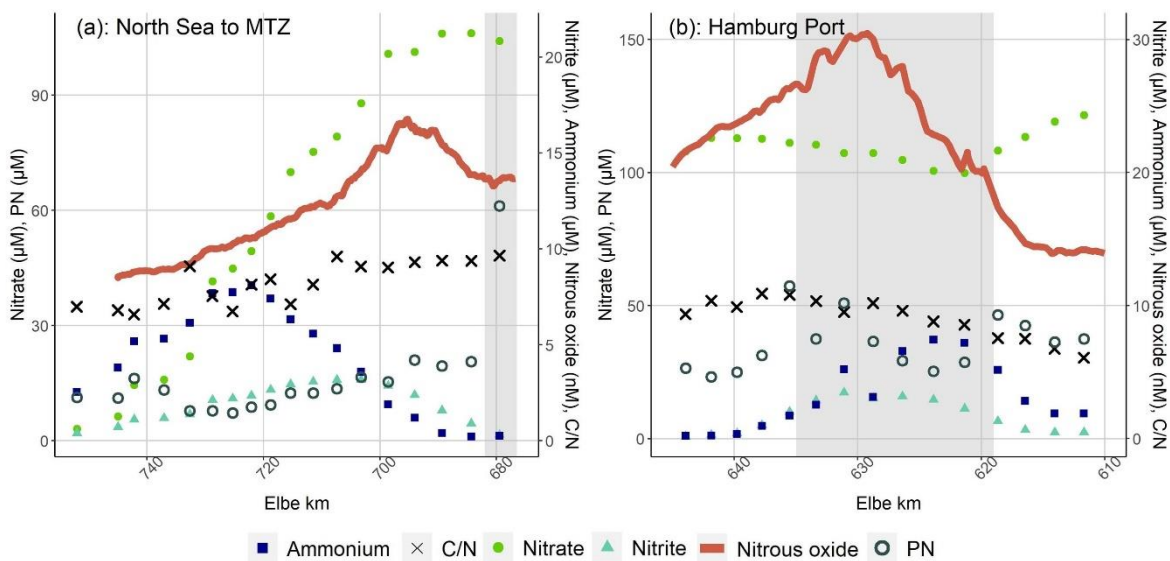 (a): North Sea to MTZ
Nitrate (µM), PN (µM)
90
60
30
0
20
15
10
5
0
Nitrite (µM), Ammonium (µM), Nitrous oxide (nM), C/N
740
720
700
680
Elbe km
(b): Hamburg Port
Nitrate (µM), PN (µM)
150
100
50
0
30
20
10
0
Nitrite (µM), Ammonium (µM), Nitrous oxide (nM), C/N
640
630
620
610
Elbe km
Ammonium C/N Nitrate Nitrite Nitrous oxide PN